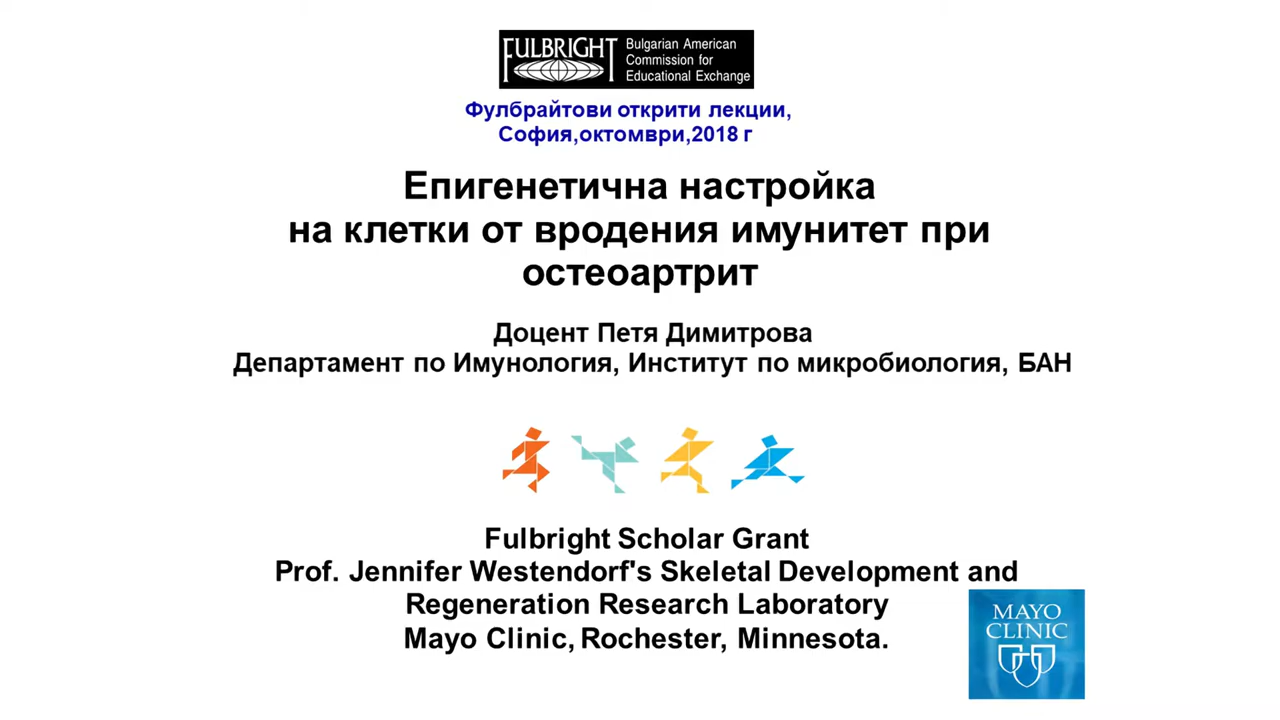 FULBRIGHT
Bulgarian American
Commission for
Educational Exchange
Фулбрайтови открити лекции,
София,октомври,2018 г
Епигенетична настройка
на клетки от вродения имунитет при
остеоартрит
Доцент Петя Димитрова
Департамент по Имунология, Институт по микробиология, БАН
Fulbright Scholar Grant
Prof. Jennifer Westendorf's Skeletal Development and
Regeneration Research Laboratory
Mayo Clinic, Rochester, Minnesota.
MAYO
CLINIC